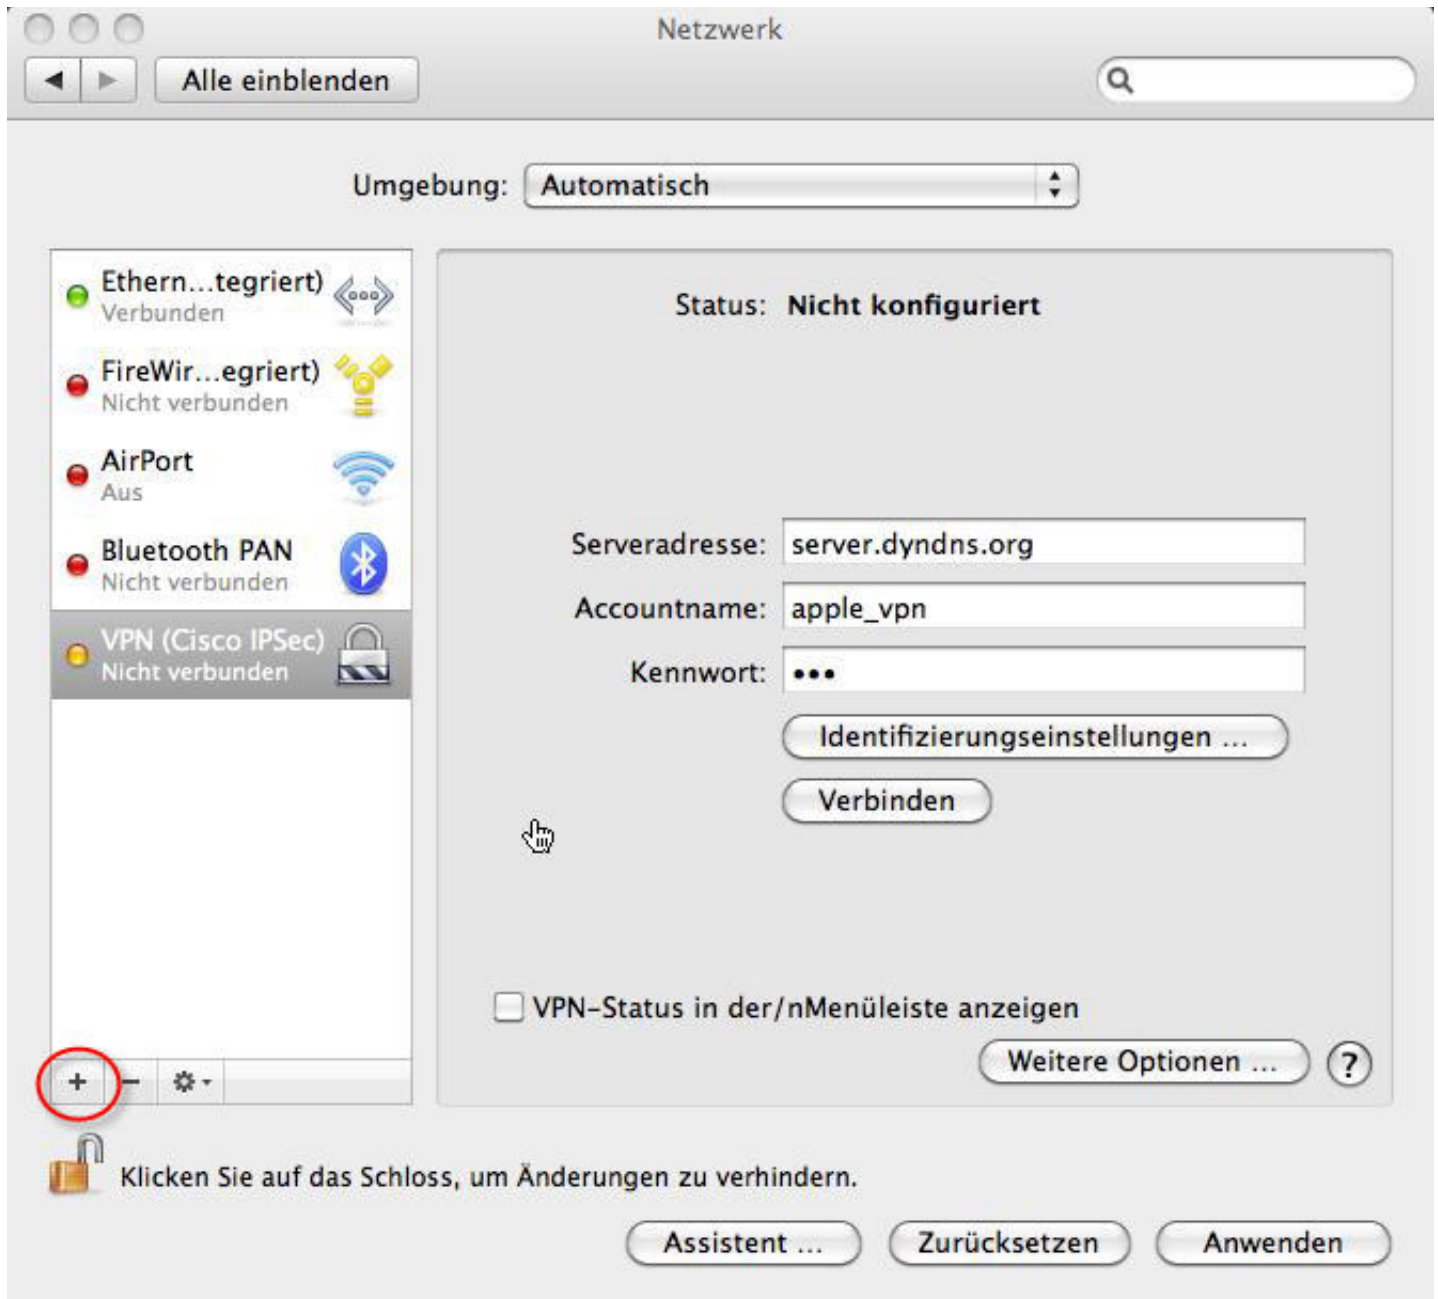 Netzwerk
Alle einblenden
Umgebung: Automatisch
Ethern...tegriert)
Verbunden
FireWir...egriert)
Nicht verbunden
AirPort
Aus
Bluetooth PAN
Nicht verbunden
VPN (Cisco IPSec)
Nicht verbunden
Status: Nicht konfiguriert
Serveradresse: server.dyndns.org
Accountname: apple_vpn
Kennwort: •••
Identifizierungseinstellungen ...
Verbinden
VPN-Status in der/nMenüleiste anzeigen
Weitere Optionen ... ?
+ −
Klicken Sie auf das Schloss, um Änderungen zu verhindern.
Assistent ... Zurücksetzen Anwenden